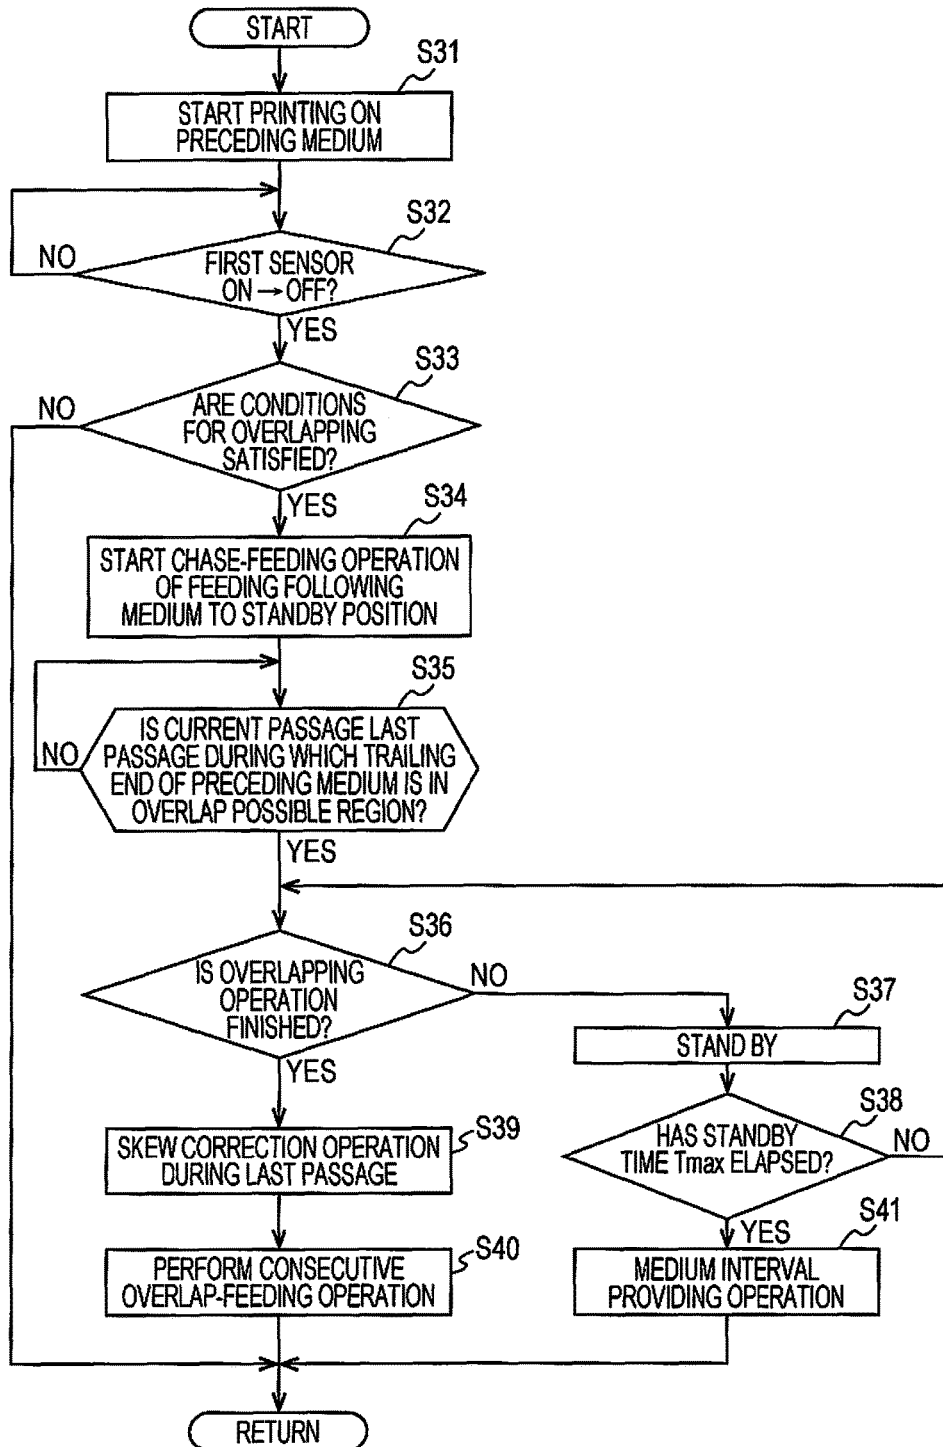 START
S31
START PRINTING ON
PRECEDING MEDIUM
S32
FIRST SENSOR
ON → OFF?
NO
YES
S33
ARE CONDITIONS
FOR OVERLAPPING
SATISFIED?
NO
YES
S34
START CHASE-FEEDING OPERATION
OF FEEDING FOLLOWING
MEDIUM TO STANDBY POSITION
S35
IS CURRENT PASSAGE LAST
PASSAGE DURING WHICH TRAILING
END OF PRECEDING MEDIUM IS IN
OVERLAP POSSIBLE REGION?
NO
YES
S36
IS OVERLAPPING
OPERATION
FINISHED?
NO
YES
S37
STAND BY
S38
HAS STANDBY
TIME Tmax ELAPSED?
NO
YES
S39
SKEW CORRECTION OPERATION
DURING LAST PASSAGE
S40
PERFORM CONSECUTIVE
OVERLAP-FEEDING OPERATION
S41
MEDIUM INTERVAL
PROVIDING OPERATION
RETURN